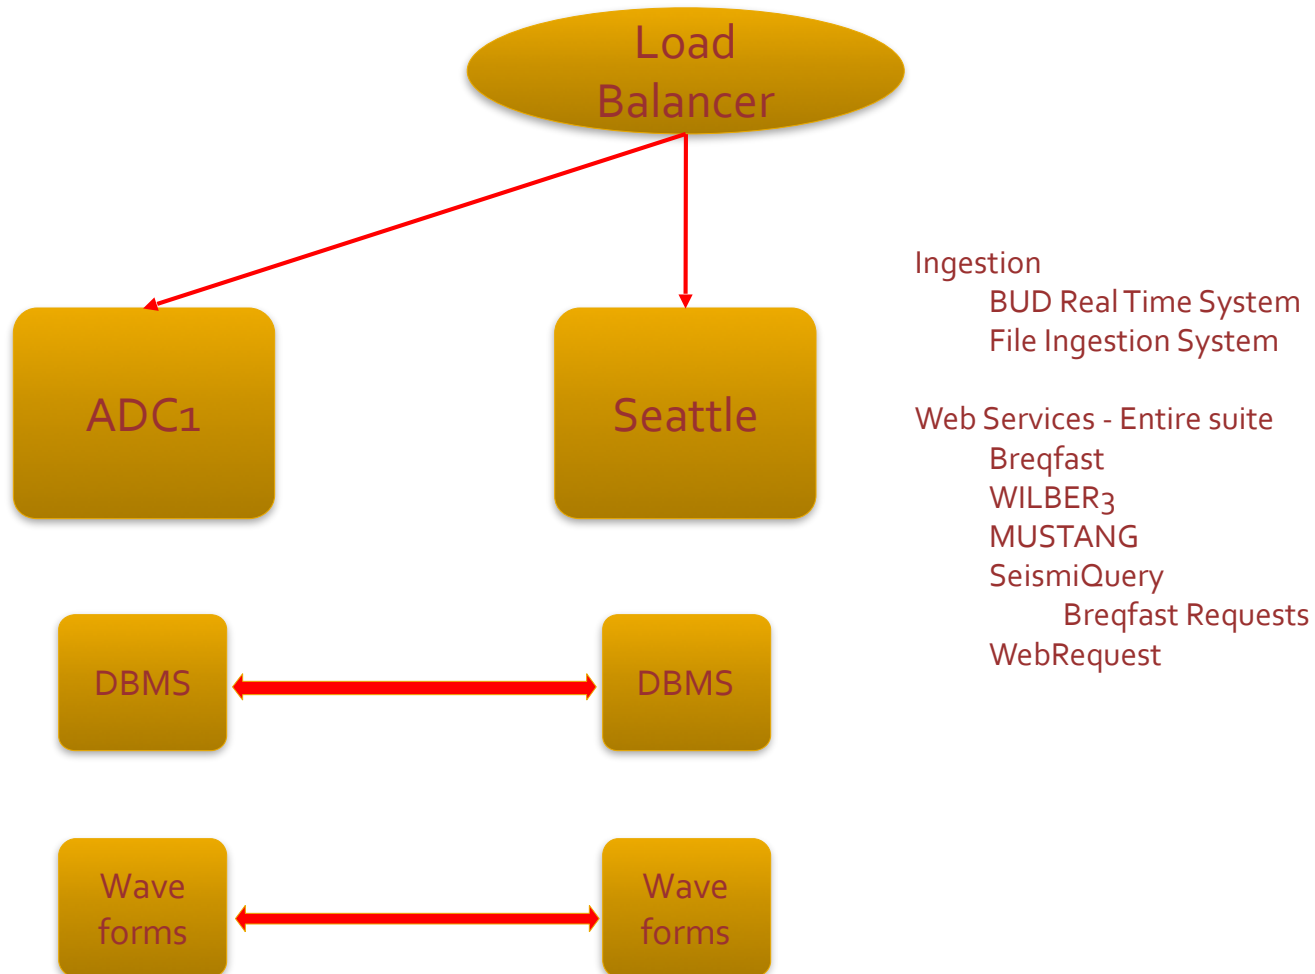 Load
Balancer
ADC1
Seattle
DBMS
DBMS
Wave
forms
Wave
forms
Ingestion
BUD Real Time System
File Ingestion System
Web Services - Entire suite
Breqfast
WILBER3
MUSTANG
SeismiQuery
Breqfast Requests
WebRequest